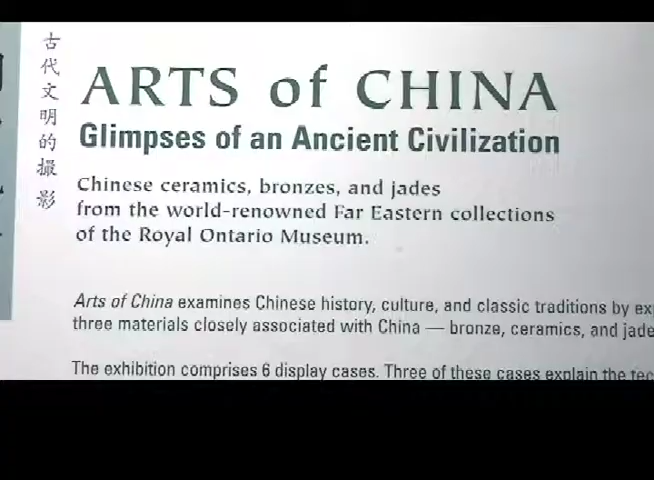 古代文明的撮影
ARTS of CHINA
Glimpses of an Ancient Civilization
Chinese ceramics, bronzes, and jades
from the world-renowned Far Eastern collections
of the Royal Ontario Museum.
Arts of China examines Chinese history, culture, and classic traditions by
three materials closely associated with China — bronze, ceramics, and jade
The exhibition comprises 6 display cases. Three of these cases explain the